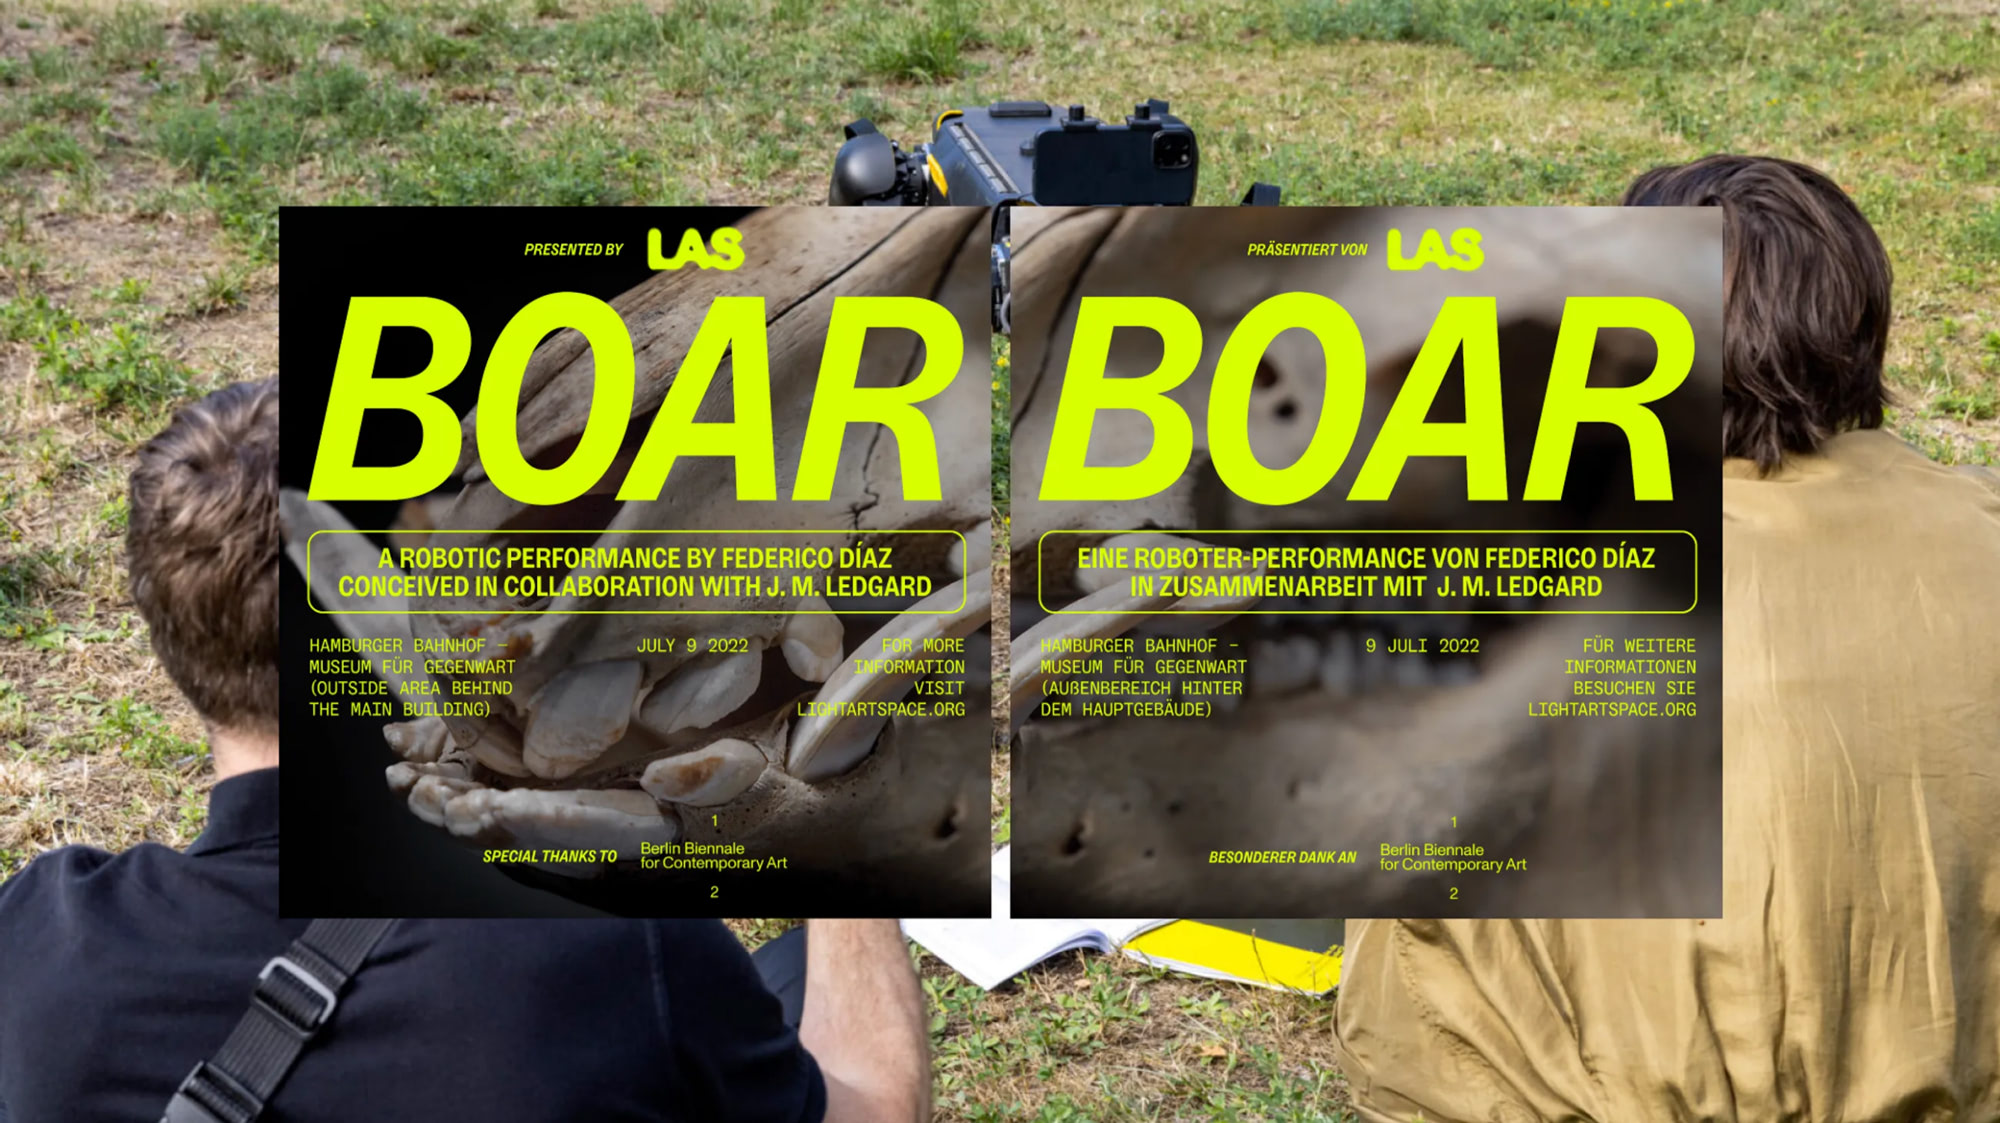 PRESENTED BY LAS
BOAR
A ROBOTIC PERFORMANCE BY FEDERICO DÍAZ
CONCEIVED IN COLLABORATION WITH J. M. LEDGARD
HAMBURGER BAHNHOF –
MUSEUM FÜR GEGENWART
(OUTSIDE AREA BEHIND
THE MAIN BUILDING)
JULY 9 2022
FOR MORE
INFORMATION
VISIT
LIGHTARTSPACE.ORG
SPECIAL THANKS TO
1
Berlin Biennale
for Contemporary Art
2
PRÄSENTIERT VON LAS
BOAR
EINE ROBOTER-PERFORMANCE VON FEDERICO DÍAZ
IN ZUSAMMENARBEIT MIT J. M. LEDGARD
HAMBURGER BAHNHOF –
MUSEUM FÜR GEGENWART
(AUßENBEREICH HINTER
DEM HAUPTGEBÄUDE)
9 JULI 2022
FÜR WEITERE
INFORMATIONEN
BESUCHEN SIE
LIGHTARTSPACE.ORG
BESONDERER DANK AN
1
Berlin Biennale
for Contemporary Art
2